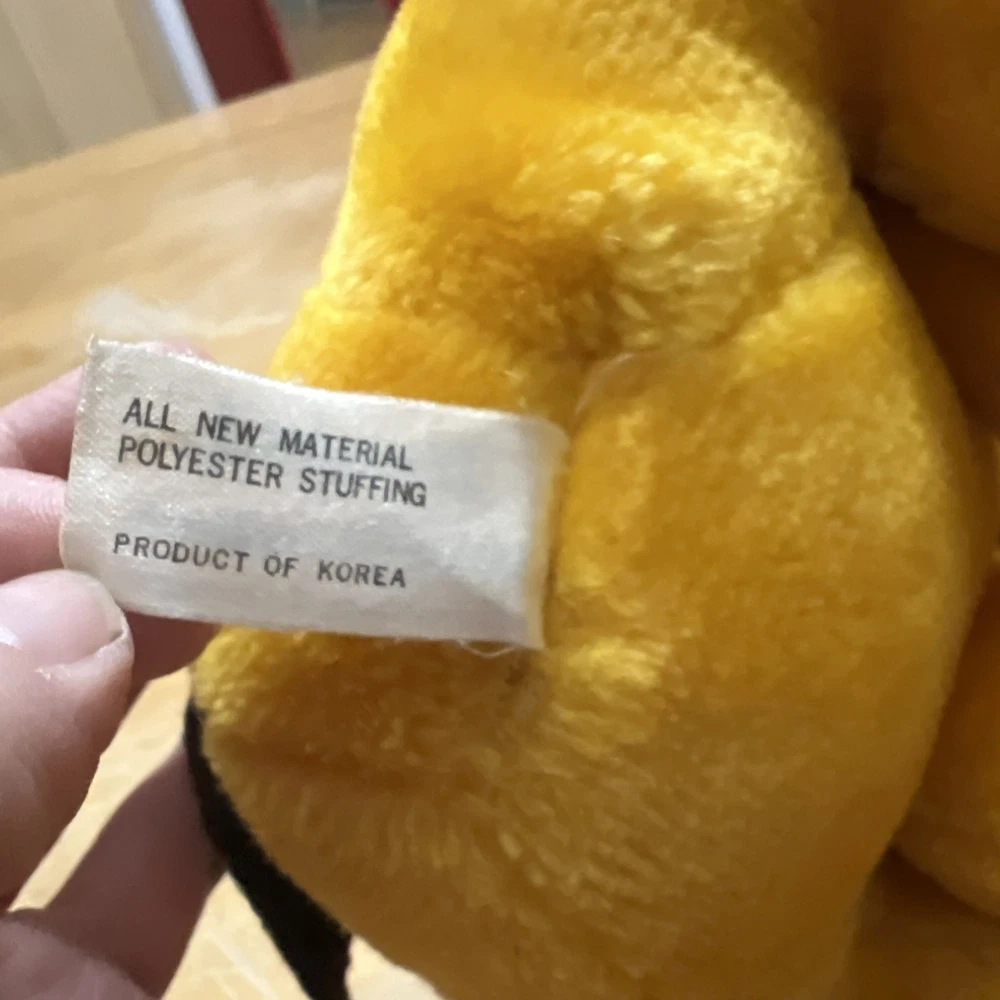 ALL NEW MATERIAL
POLYESTER STUFFING
PRODUCT OF KOREA